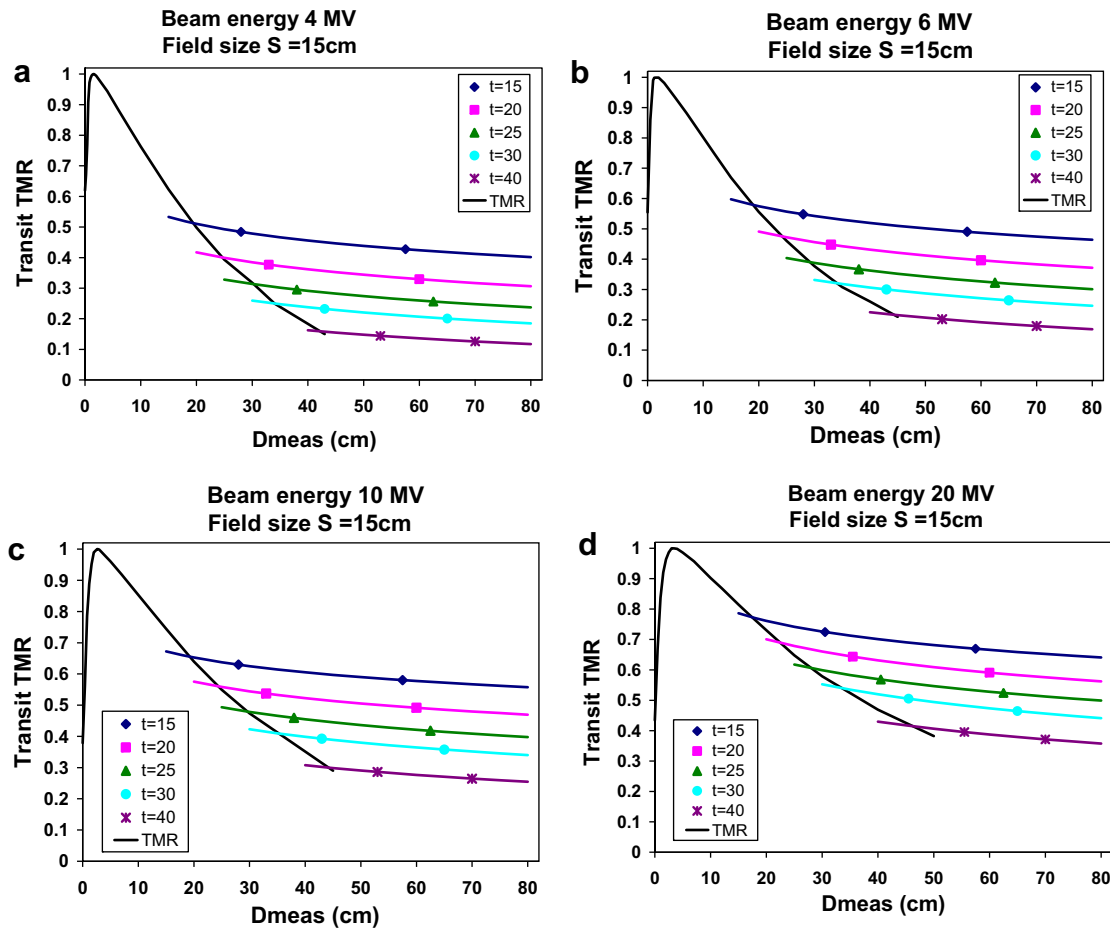 Beam energy 4 MV
Field size S =15cm
a
Transit TMR
1
0.9
0.8
0.7
0.6
0.5
0.4
0.3
0.2
0.1
0
0 10 20 30 40 50 60 70 80
Dmeas (cm)
t=15
t=20
t=25
t=30
t=40
TMR
Beam energy 6 MV
Field size S =15cm
b
Transit TMR
1
0.9
0.8
0.7
0.6
0.5
0.4
0.3
0.2
0.1
0
0 10 20 30 40 50 60 70 80
Dmeas (cm)
t=15
t=20
t=25
t=30
t=40
TMR
Beam energy 10 MV
Field size S =15cm
c
Transit TMR
1
0.9
0.8
0.7
0.6
0.5
0.4
0.3
0.2
0.1
0
0 10 20 30 40 50 60 70 80
Dmeas (cm)
t=15
t=20
t=25
t=30
t=40
TMR
Beam energy 20 MV
Field size S =15cm
d
Transit TMR
1
0.9
0.8
0.7
0.6
0.5
0.4
0.3
0.2
0.1
0
0 10 20 30 40 50 60 70 80
Dmeas (cm)
t=15
t=20
t=25
t=30
t=40
TMR